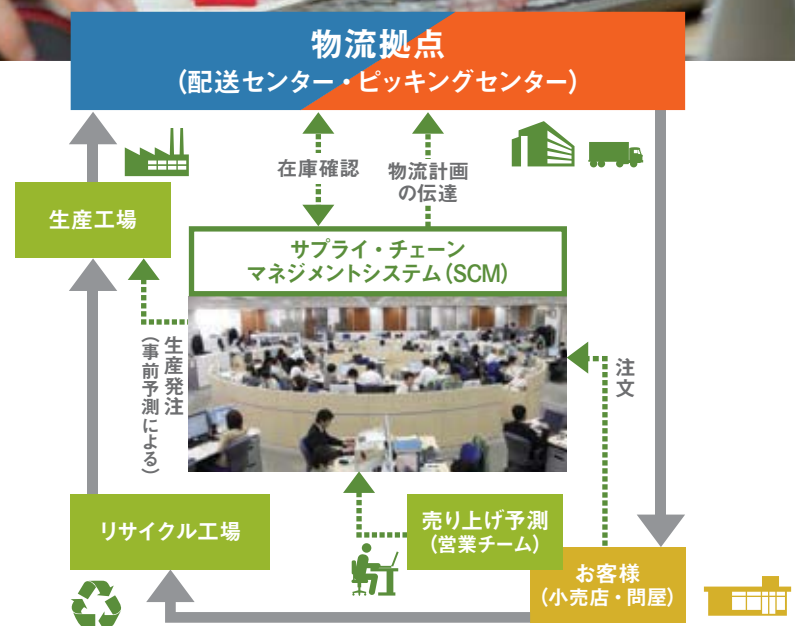 物流拠点
(配送センター・ピッキングセンター)
在庫確認
物流計画
の伝達
生産工場
サプライ・チェーン
マネジメントシステム(SCM)
生産発注
(事前予測による)
注文
リサイクル工場
売り上げ予測
(営業チーム)
お客様
(小売店・問屋)